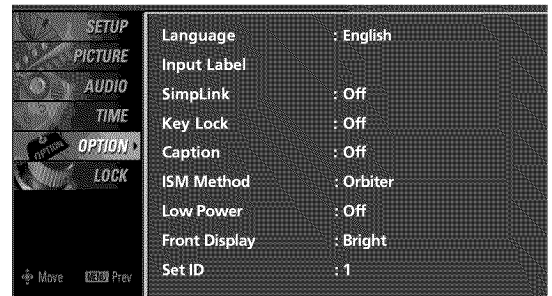 SETUP
PICTURE
AUDIO
TIME
OPTION
OPTION
LOCK
Move MENU Prev
Language : English
Input Label
SimpLink : Off
Key Lock : Off
Caption : Off
ISM Method : Orbiter
Low Power : Off
Front Display : Bright
Set ID : 1